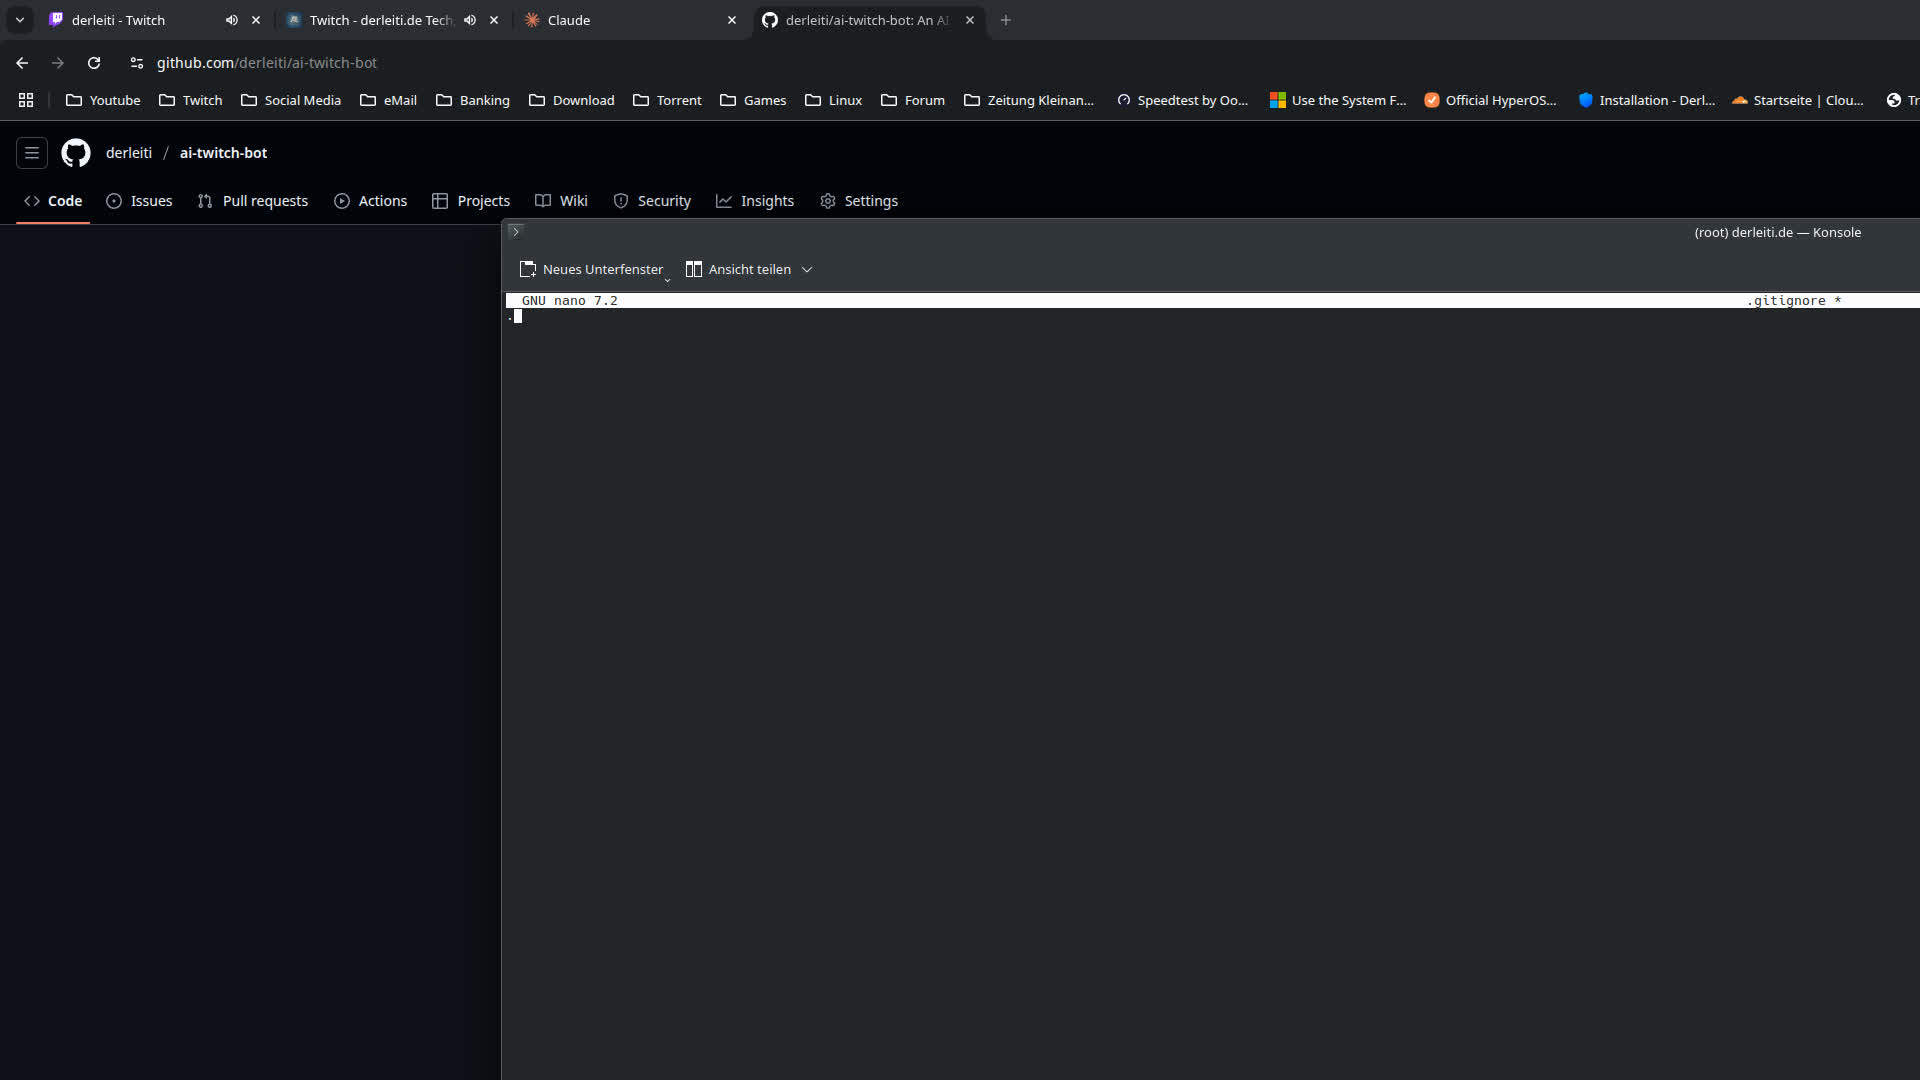 derleiti - Twitch
Twitch - derleiti.de Tech
Claude
derleiti/ai-twitch-bot: An AI
github.com/derleiti/ai-twitch-bot
Youtube Twitch Social Media eMail Banking Download Torrent Games Linux Forum Zeitung Kleinan... Speedtest by Oo... Use the System F... Official HyperOS... Installation - Derl... Startseite | Clou... Tr
derleiti / ai-twitch-bot
Code Issues Pull requests Actions Projects Wiki Security Insights Settings
(root) derleiti.de — Konsole
Neues Unterfenster Ansicht teilen
GNU nano 7.2 .gitignore *
.